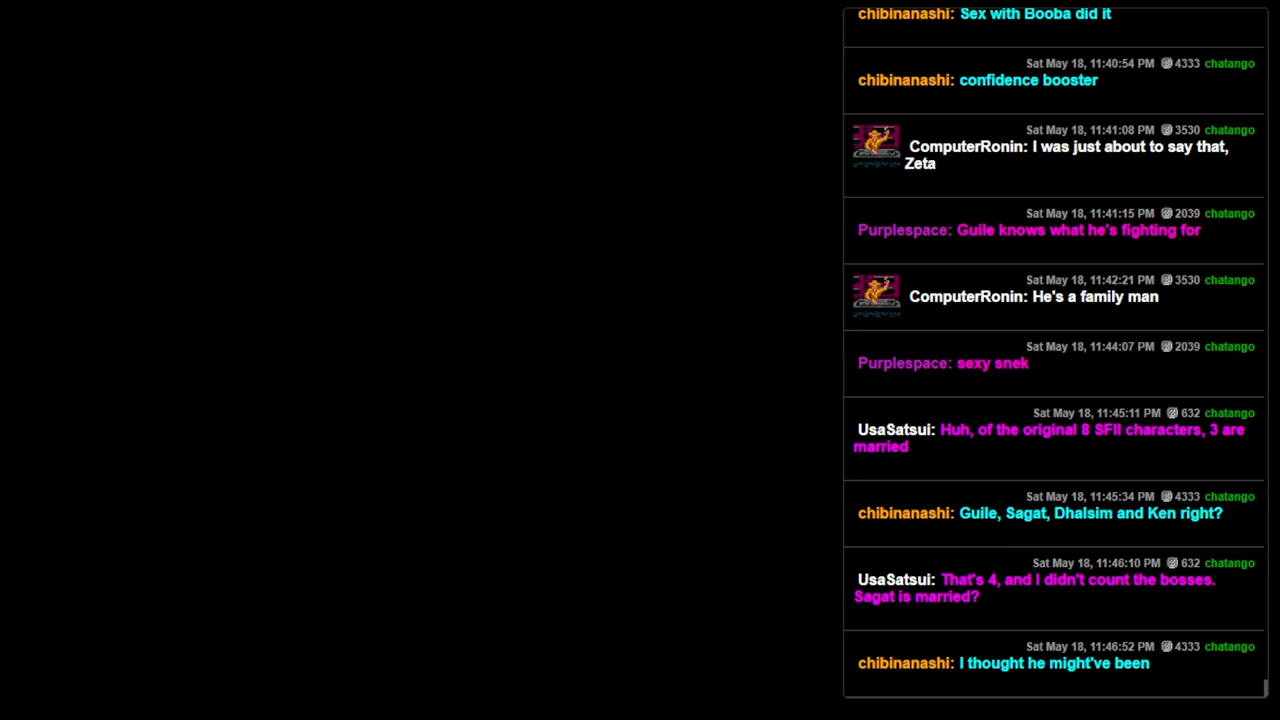 chibinanashi: Sex with Booba did it
Sat May 18, 11:40:54 PM 4333 chatango
chibinanashi: confidence booster
Sat May 18, 11:41:08 PM 3530 chatango
ComputerRonin: I was just about to say that,
Zeta
Sat May 18, 11:41:15 PM 2039 chatango
Purplespace: Guile knows what he's fighting for
Sat May 18, 11:42:21 PM 3530 chatango
ComputerRonin: He's a family man
Sat May 18, 11:44:07 PM 2039 chatango
Purplespace: sexy snek
Sat May 18, 11:45:11 PM 632 chatango
UsaSatsui: Huh, of the original 8 SFII characters, 3 are
married
Sat May 18, 11:45:34 PM 4333 chatango
chibinanashi: Guile, Sagat, Dhalsim and Ken right?
Sat May 18, 11:46:10 PM 632 chatango
UsaSatsui: That's 4, and I didn't count the bosses.
Sagat is married?
Sat May 18, 11:46:52 PM 4333 chatango
chibinanashi: I thought he might've been